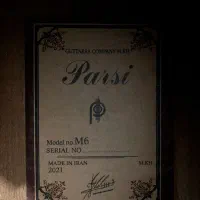 Parsi
Model no M6
SERIAL NO
MADE IN IRAN
2021